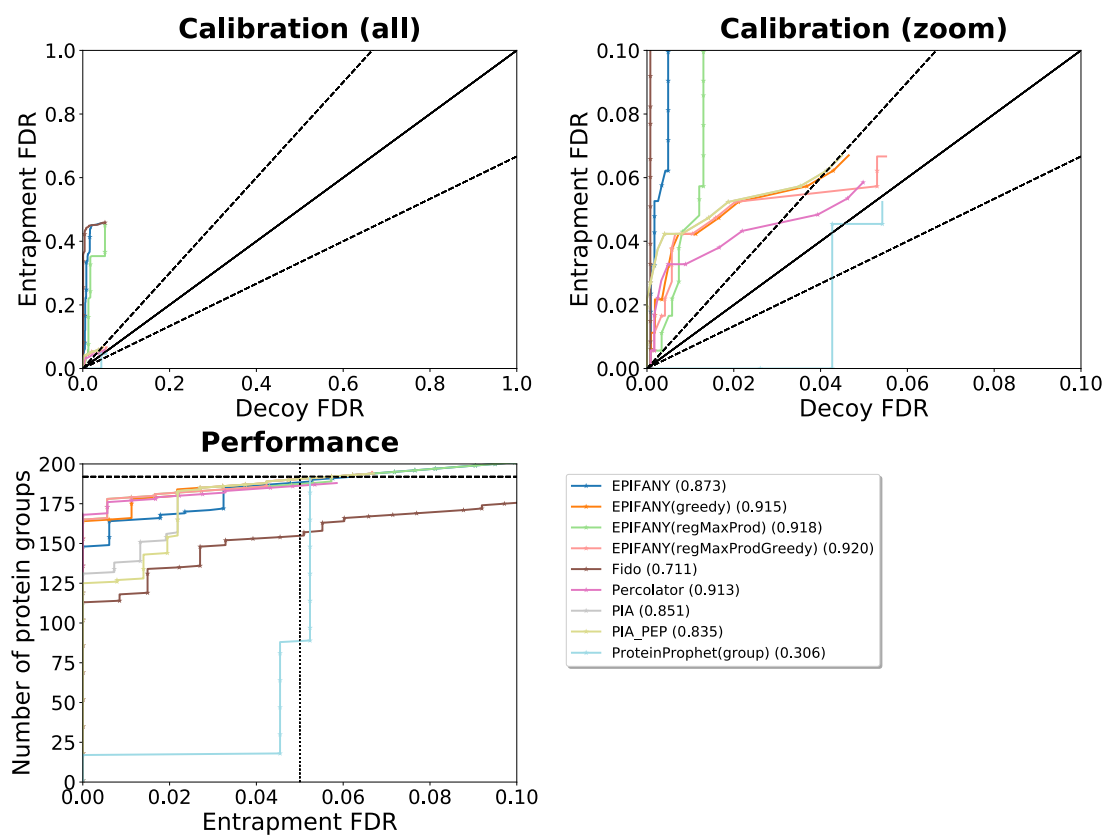 Calibration (all)
Entrapment FDR
1.0
0.8
0.6
0.4
0.2
0.0
0.0 0.2 0.4 0.6 0.8 1.0
Decoy FDR
Calibration (zoom)
Entrapment FDR
0.10
0.08
0.06
0.04
0.02
0.00
0.00 0.02 0.04 0.06 0.08 0.10
Decoy FDR
Performance
Number of protein groups
200
175
150
125
100
75
50
25
0
0.00 0.02 0.04 0.06 0.08 0.10
Entrapment FDR
EPIFANY (0.873)
EPIFANY(greedy) (0.915)
EPIFANY(regMaxProd) (0.918)
EPIFANY(regMaxProdGreedy) (0.920)
Fido (0.711)
Percolator (0.913)
PIA (0.851)
PIA_PEP (0.835)
ProteinProphet(group) (0.306)